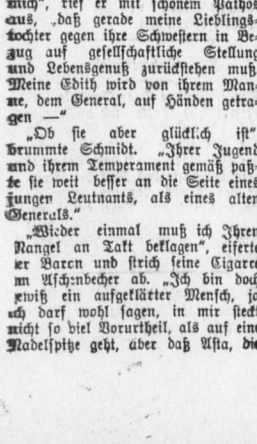 mich“, rief er mit schönem Pathos
aus, „daß gerade meine Lieblings-
tochter gegen ihre Schwestern in Be-
zug auf gesellschaftliche Stellung
und Lebensgenuß zurückstehen muß.
Meine Edith wird von ihrem Man-
ne, dem General, auf Händen getra-
gen —“
„Ob sie aber glücklich ist“
brummte Schmidt. „Ihrer Jugend
und ihrem Temperament gemäß paß-
te sie weit besser an die Seite eines
jungen Leutnants, als eines alten
Generals.“
„Wieder einmal muß ich Ihren
Mangel an Takt beklagen“, eiferte
der Baron und strich seine Cigarre
am Aschenbecher ab. „Ich bin doch
gewiß ein aufgeklärter Mensch, ja
ich darf wohl sagen, in mir steckt
nicht so viel Vorurtheil, als auf eine
Nadelspitze geht, aber daß Asta, die